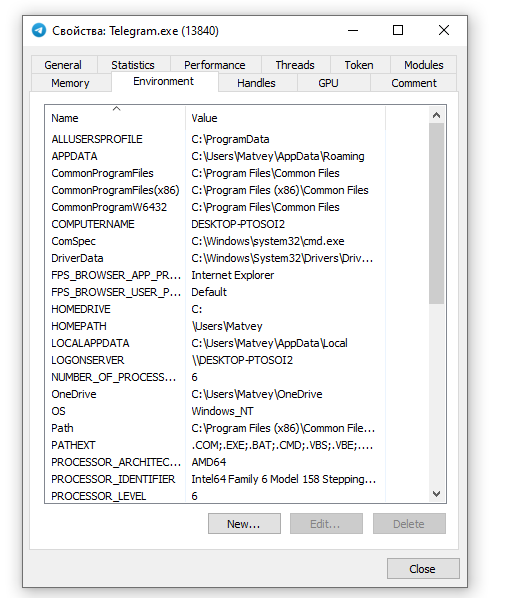 Свойства: Telegram.exe (13840)
General Statistics Performance Threads Token Modules
Memory Environment Handles GPU Comment
Name Value
ALLUSERSPROFILE C:\ProgramData
APPDATA C:\Users\Matvey\AppData\Roaming
CommonProgramFiles C:\Program Files\Common Files
CommonProgramFiles(x86) C:\Program Files (x86)\Common Files
CommonProgramW6432 C:\Program Files\Common Files
COMPUTERNAME DESKTOP-PTOSOI2
ComSpec C:\Windows\system32\cmd.exe
DriverData C:\Windows\System32\Drivers\Driv...
FPS_BROWSER_APP_PR... Internet Explorer
FPS_BROWSER_USER_P... Default
HOMEDRIVE C:
HOMEPATH \Users\Matvey
LOCALAPPDATA C:\Users\Matvey\AppData\Local
LOGONSERVER \\DESKTOP-PTOSOI2
NUMBER_OF_PROCESS... 6
OneDrive C:\Users\Matvey\OneDrive
OS Windows_NT
Path C:\Program Files (x86)\Common File...
PATHEXT .COM;.EXE;.BAT;.CMD;.VBS;.VBE;....
PROCESSOR_ARCHITEC... AMD64
PROCESSOR_IDENTIFIER Intel64 Family 6 Model 158 Stepping...
PROCESSOR_LEVEL 6
New... Edit... Delete
Close